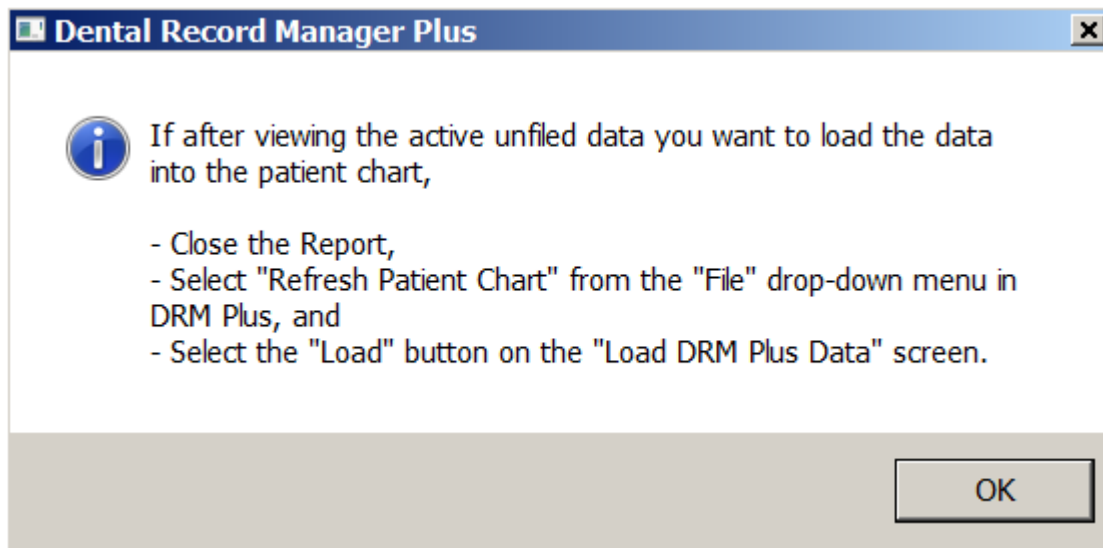 Dental Record Manager Plus
If after viewing the active unfiled data you want to load the data
into the patient chart,
- Close the Report,
- Select "Refresh Patient Chart" from the "File" drop-down menu in
DRM Plus, and
- Select the "Load" button on the "Load DRM Plus Data" screen.
OK